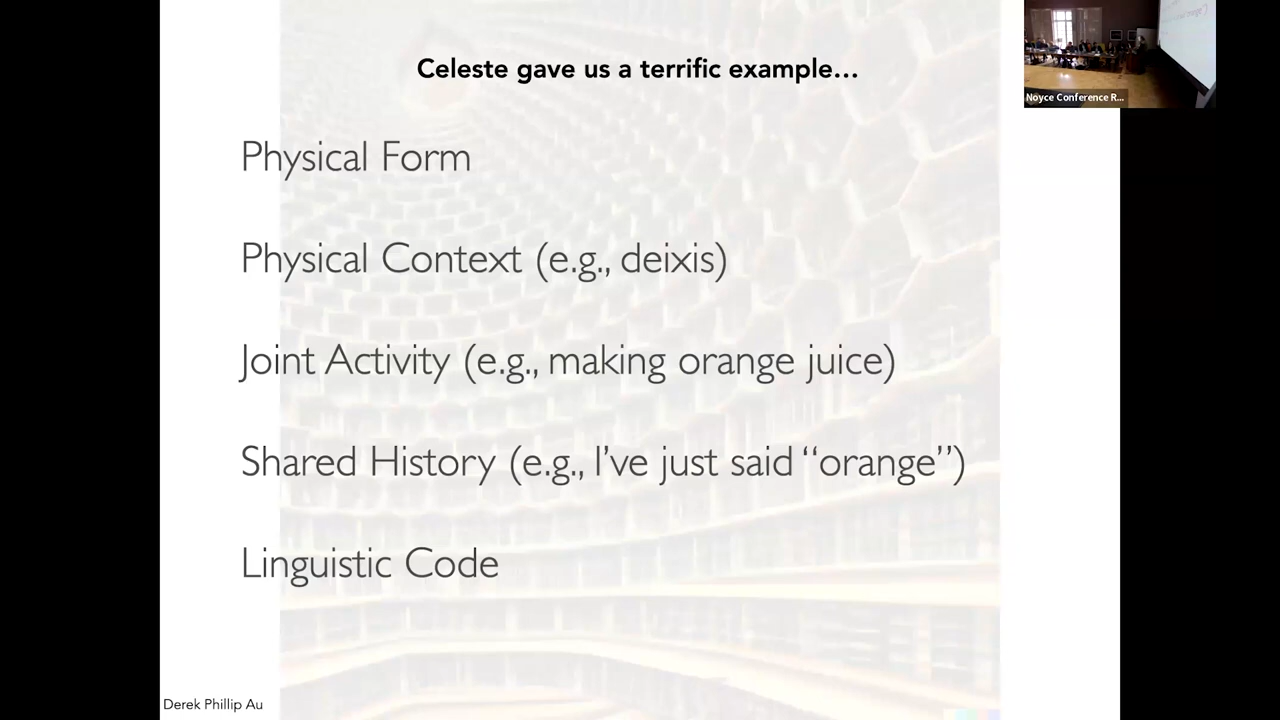 Celeste gave us a terrific example...
Noyce Conference R...
Physical Form
Physical Context (e.g., deixis)
Joint Activity (e.g., making orange juice)
Shared History (e.g., I've just said “orange”)
Linguistic Code
Derek Phillip Au